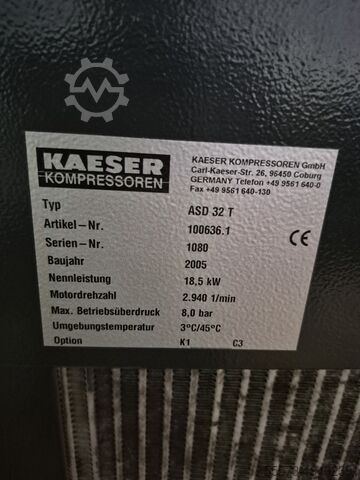 KAESER
KOMPRESSOREN
KAESER KOMPRESSOREN GmbH
Carl-Kaeser-Str. 26, 96450 Coburg
GERMANY Telefon +49 9561 640-0
Fax +49 9561 640-130
Typ ASD 32 T
Artikel-Nr. 100636.1
Serien-Nr. 1080
Baujahr 2005
Nennleistung 18,5 kW
Motordrehzahl 2.940 1/min
Max. Betriebsüberdruck 8,0 bar
Umgebungstemperatur 3°C/45°C
Option K1 C3
CE